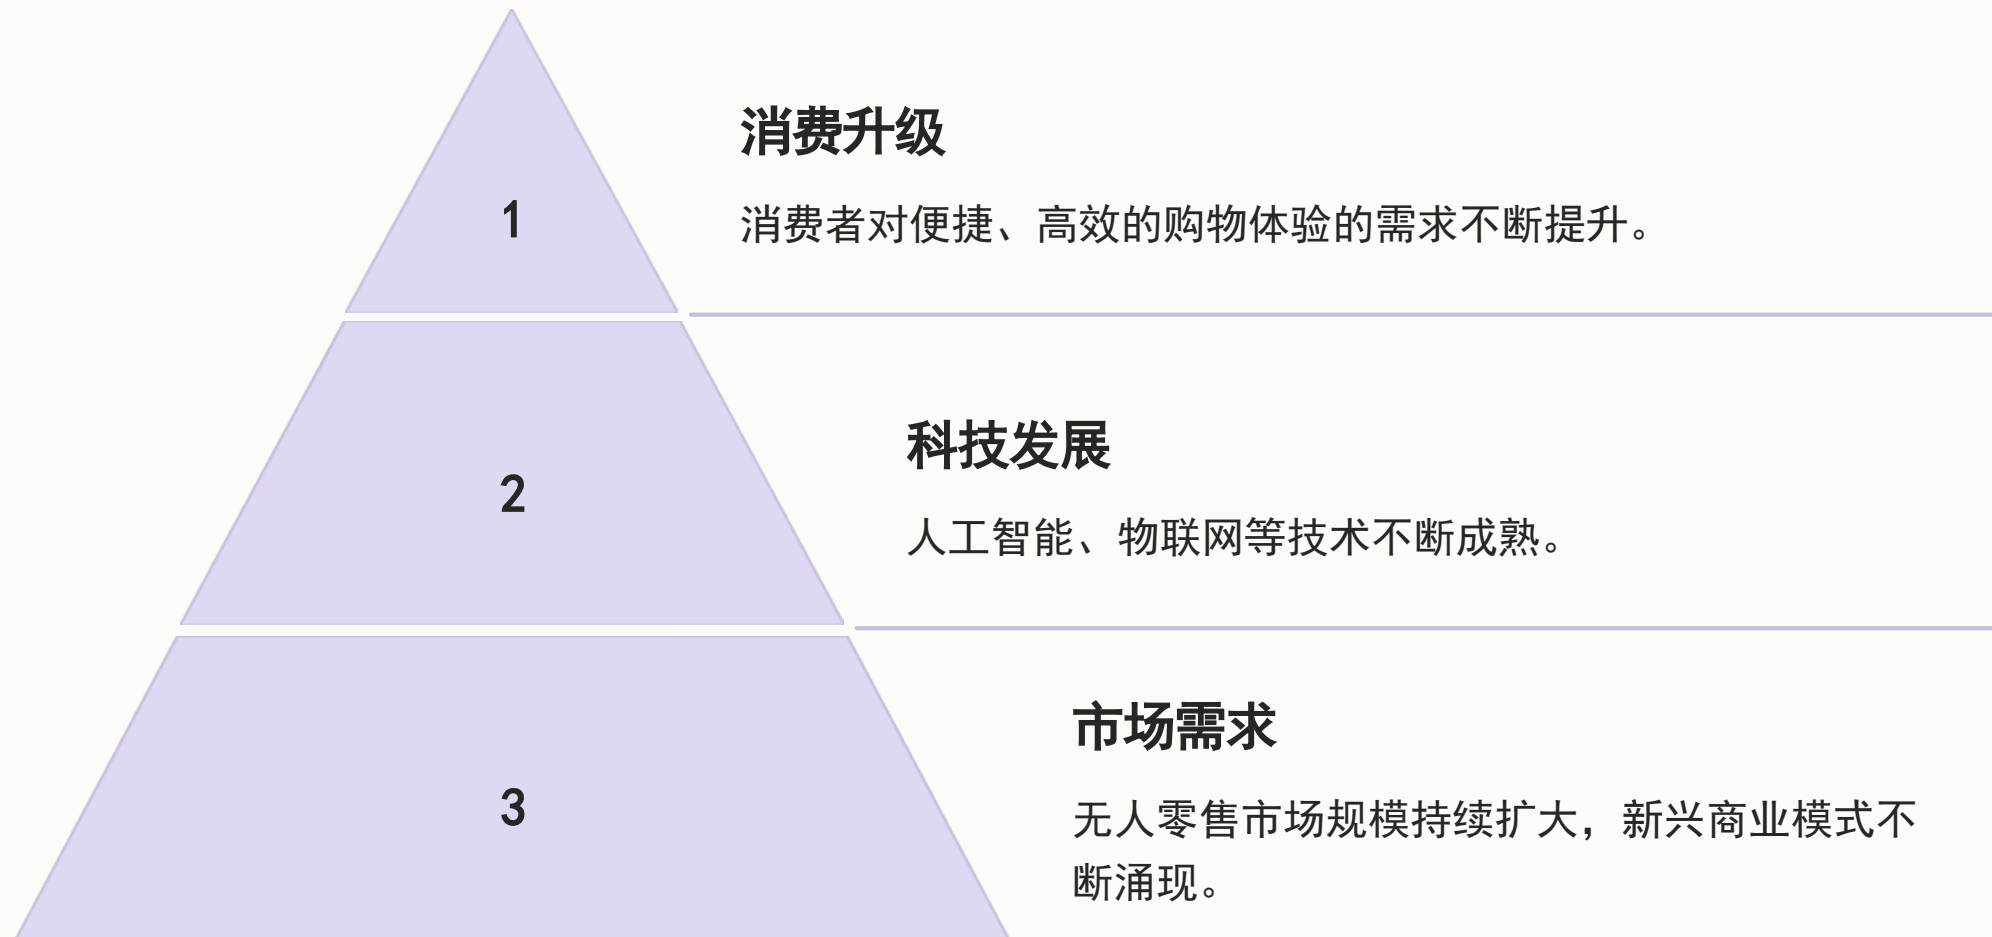 1
消费升级
消费者对便捷、高效的购物体验的需求不断提升。
2
科技发展
人工智能、物联网等技术不断成熟。
3
市场需求
无人零售市场规模持续扩大，新兴商业模式不
断涌现。